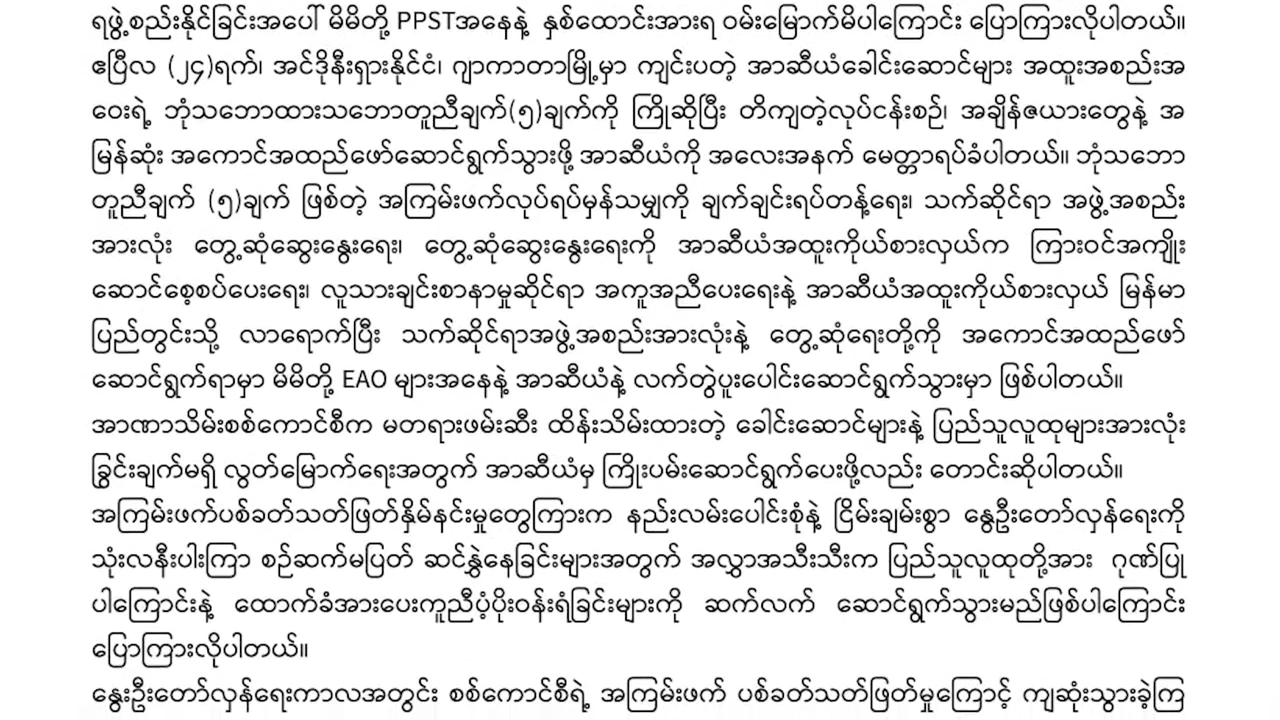 ရဖွဲ့စည်းနိုင်ခြင်းအပေါ် မိမိတို့ PPSTအနေနဲ့ နှစ်ထောင်းအားရ ဝမ်းမြောက်မိပါကြောင်း ပြောကြားလိုပါတယ်။
ဧပြီလ (၂၄)ရက်၊ အင်ဒိုနီးရှားနိုင်ငံ၊ ဂျာကာတာမြို့မှာ ကျင်းပတဲ့ အာဆီယံခေါင်းဆောင်များ အထူးအစည်းအ
ဝေးရဲ့ ဘုံသဘောထားသဘောတူညီချက်(၅)ချက်ကို ကြိုဆိုပြီး တိကျတဲ့လုပ်ငန်းစဉ်၊ အချိန်ဇယားတွေနဲ့ အ
မြန်ဆုံး အကောင်အထည်ဖော်ဆောင်ရွက်သွားဖို့ အာဆီယံကို အလေးအနက် မေတ္တာရပ်ခံပါတယ်။ ဘုံသဘော
တူညီချက် (၅)ချက် ဖြစ်တဲ့ အကြမ်းဖက်လုပ်ရပ်မှန်သမျှကို ချက်ချင်းရပ်တန့်ရေး၊ သက်ဆိုင်ရာ အဖွဲ့အစည်း
အားလုံး တွေ့ဆုံဆွေးနွေးရေး၊ တွေ့ဆုံဆွေးနွေးရေးကို အာဆီယံအထူးကိုယ်စားလှယ်က ကြားဝင်အကျိုး
ဆောင်စေ့စပ်ပေးရေး၊ လူသားချင်းစာနာမှုဆိုင်ရာ အကူအညီပေးရေးနဲ့ အာဆီယံအထူးကိုယ်စားလှယ် မြန်မာ
ပြည်တွင်းသို့ လာရောက်ပြီး သက်ဆိုင်ရာအဖွဲ့အစည်းအားလုံးနဲ့ တွေ့ဆုံရေးတို့ကို အကောင်အထည်ဖော်
ဆောင်ရွက်ရာမှာ မိမိတို့ EAO များအနေနဲ့ အာဆီယံနဲ့ လက်တွဲပူးပေါင်းဆောင်ရွက်သွားမှာ ဖြစ်ပါတယ်။
အာဏာသိမ်းစစ်ကောင်စီက မတရားဖမ်းဆီး ထိန်းသိမ်းထားတဲ့ ခေါင်းဆောင်များနဲ့ ပြည်သူလူထုများအားလုံး
ခြွင်းချက်မရှိ လွတ်မြောက်ရေးအတွက် အာဆီယံမှ ကြိုးပမ်းဆောင်ရွက်ပေးဖို့လည်း တောင်းဆိုပါတယ်။
အကြမ်းဖက်ပစ်ခတ်သတ်ဖြတ်နှိမ်နင်းမှုတွေကြားက နည်းလမ်းပေါင်းစုံနဲ့ ငြိမ်းချမ်းစွာ နွေဦးတော်လှန်ရေးကို
သုံးလနီးပါးကြာ စဉ်ဆက်မပြတ် ဆင်နွှဲနေခြင်းများအတွက် အလွှာအသီးသီးက ပြည်သူလူထုတို့အား ဂုဏ်ပြု
ပါကြောင်းနဲ့ ထောက်ခံအားပေးကူညီပံ့ပိုးဝန်းရံခြင်းများကို ဆက်လက် ဆောင်ရွက်သွားမည်ဖြစ်ပါကြောင်း
ပြောကြားလိုပါတယ်။
နွေးဦးတော်လှန်ရေးကာလအတွင်း စစ်ကောင်စီရဲ့ အကြမ်းဖက် ပစ်ခတ်သတ်ဖြတ်မှုကြောင့် ကျဆုံးသွားခဲ့ကြ